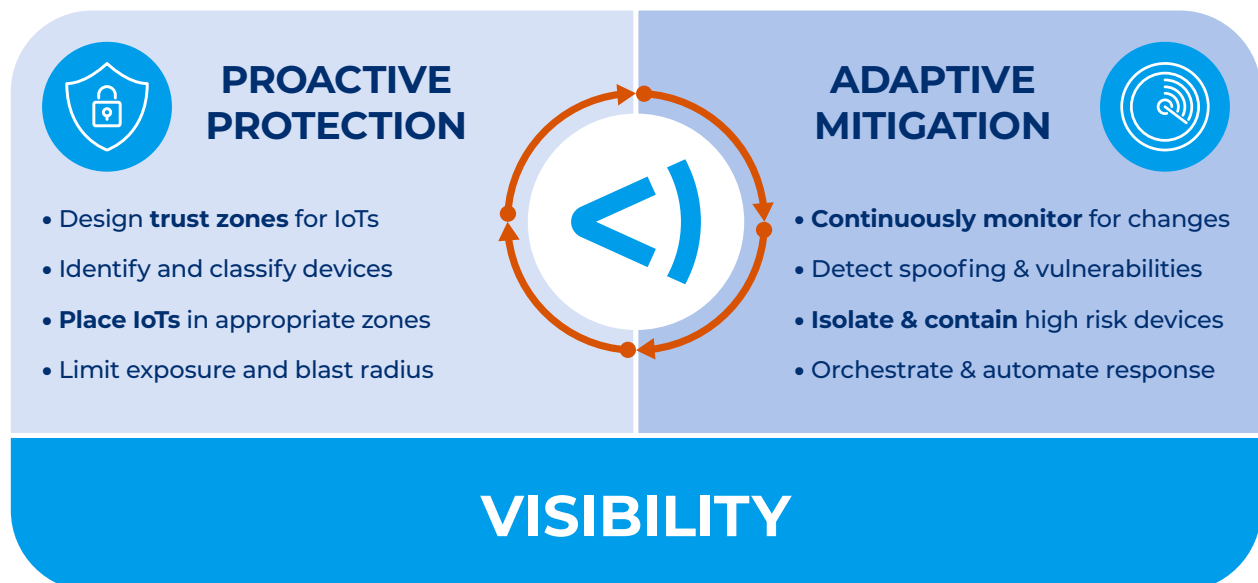 PROACTIVE
PROTECTION
• Design trust zones for IoTs
• Identify and classify devices
• Place IoTs in appropriate zones
• Limit exposure and blast radius
ADAPTIVE
MITIGATION
• Continuously monitor for changes
• Detect spoofing & vulnerabilities
• Isolate & contain high risk devices
• Orchestrate & automate response
VISIBILITY